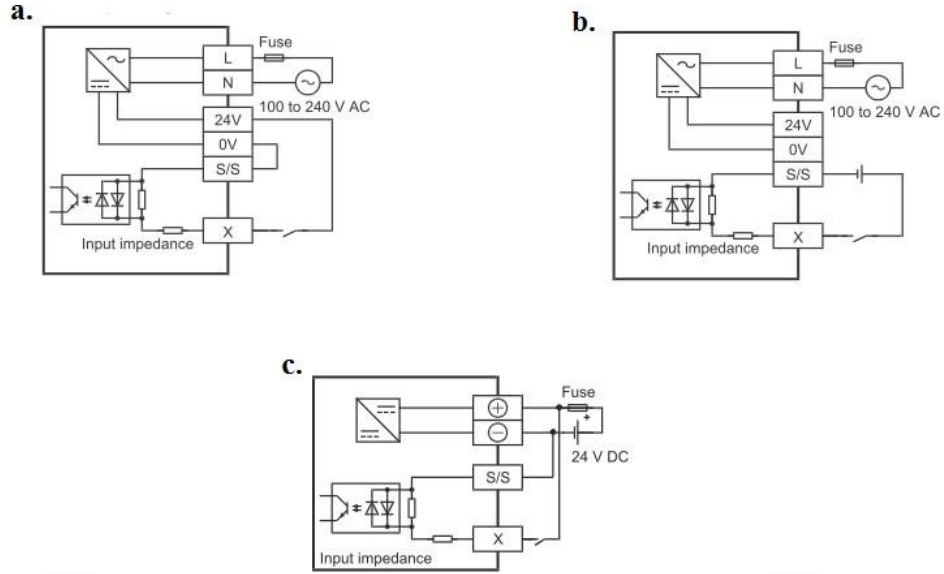 a.
Fuse
L
N
100 to 240 V AC
24V
0V
S/S
X
Input impedance
b.
Fuse
L
N
100 to 240 V AC
24V
0V
S/S
X
Input impedance
c.
Fuse
+
−
+
24 V DC
S/S
X
Input impedance